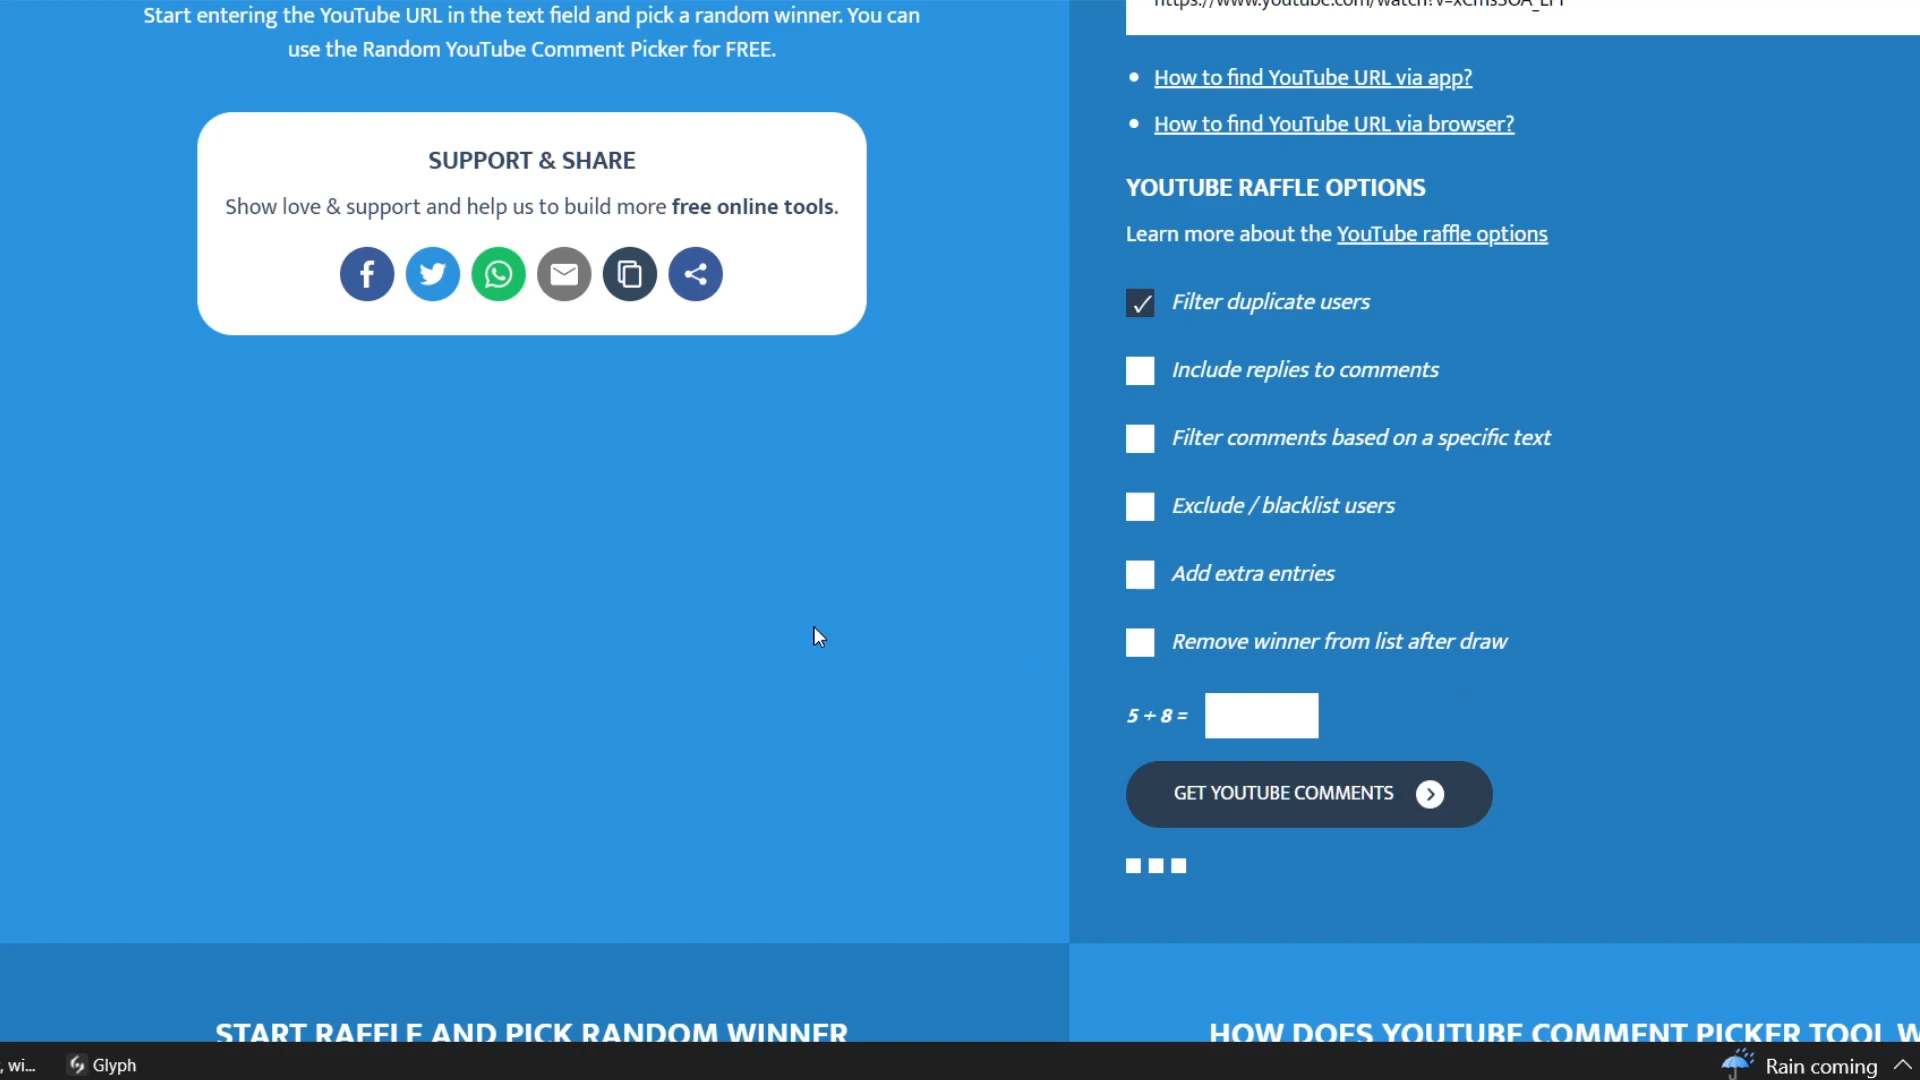 Start entering the YouTube URL in the text field and pick a random winner. You can
use the Random YouTube Comment Picker for FREE.
SUPPORT & SHARE
Show love & support and help us to build more free online tools.
How to find YouTube URL via app?
How to find YouTube URL via browser?
YOUTUBE RAFFLE OPTIONS
Learn more about the YouTube raffle options
Filter duplicate users
Include replies to comments
Filter comments based on a specific text
Exclude / blacklist users
Add extra entries
Remove winner from list after draw
5 + 8 =
GET YOUTUBE COMMENTS
START RAFFLE AND PICK RANDOM WINNER
HOW DOES YOUTUBE COMMENT PICKER TOOL W
, wi...
Glyph
Rain coming